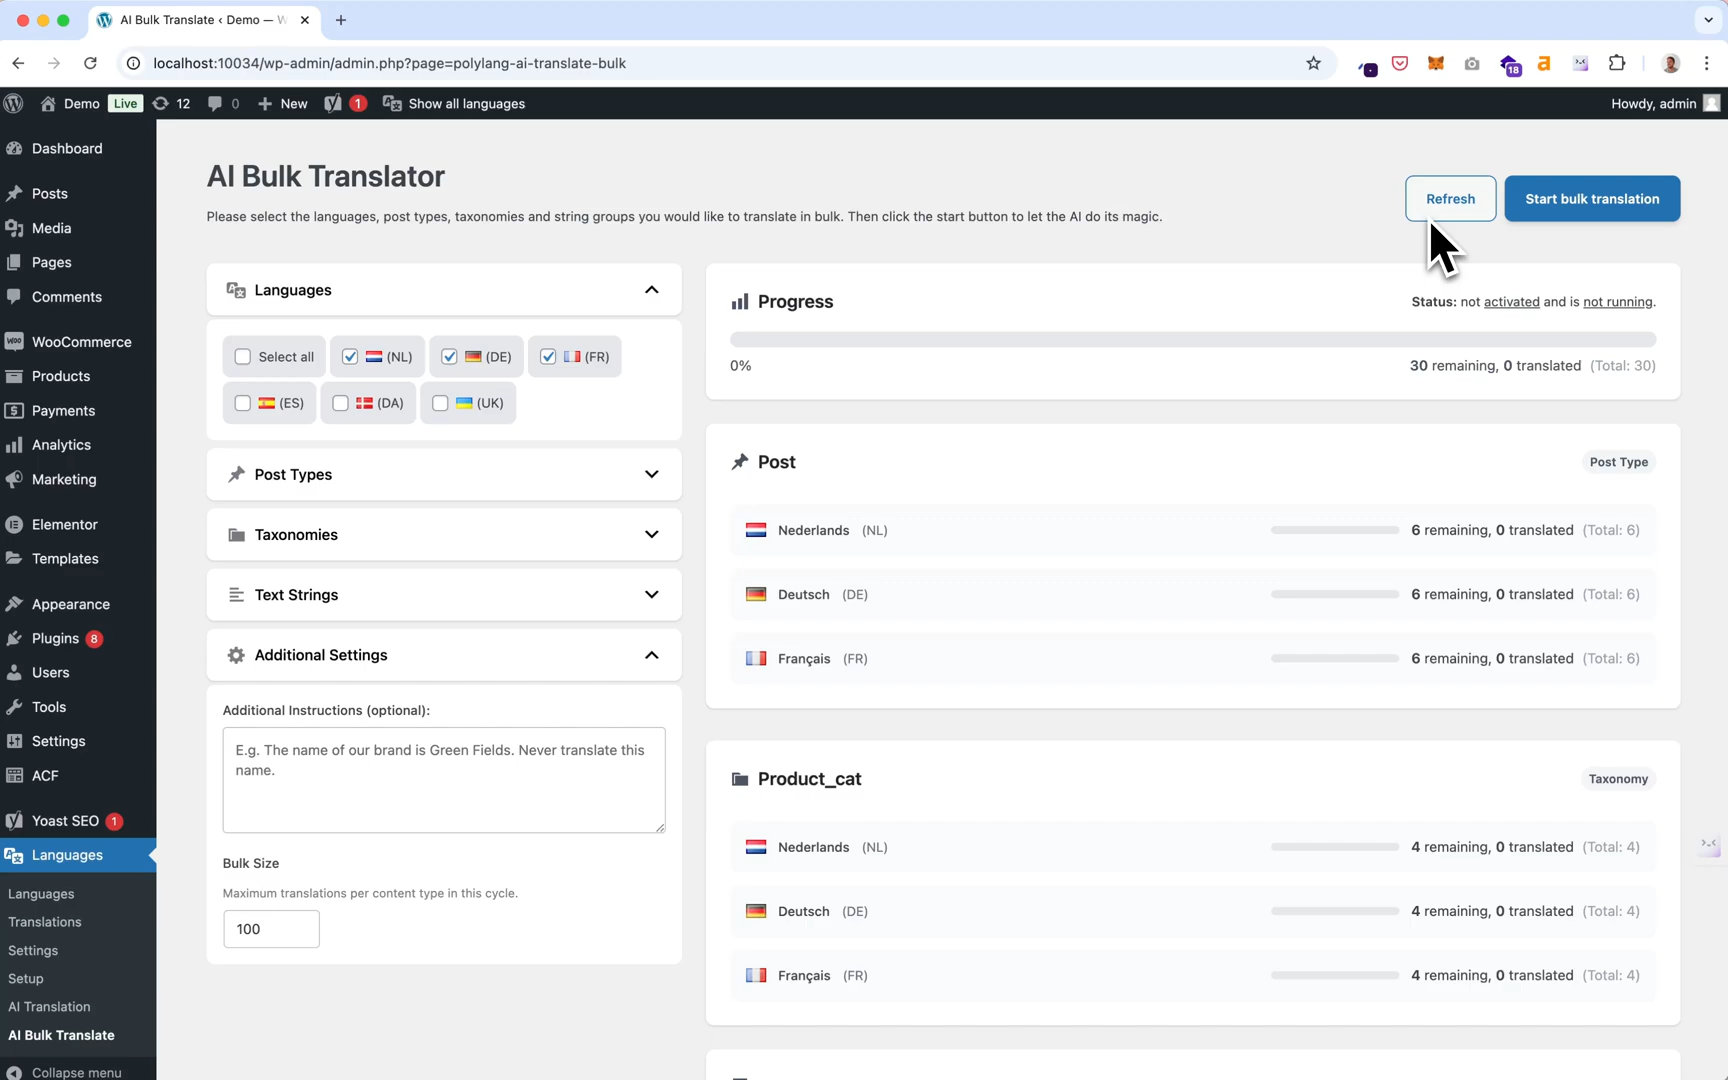 AI Bulk Translate ‹ Demo — W
localhost:10034/wp-admin/admin.php?page=polylang-ai-translate-bulk
18
Demo
Live
12
0
New
1
Show all languages
Howdy, admin
Dashboard
Posts
Media
Pages
Comments
WooCommerce
Products
Payments
Analytics
Marketing
Elementor
Templates
Appearance
Plugins 8
Users
Tools
Settings
ACF
Yoast SEO 1
Languages
Languages
Translations
Settings
Setup
AI Translation
AI Bulk Translate
Collapse menu
AI Bulk Translator
Please select the languages, post types, taxonomies and string groups you would like to translate in bulk. Then click the start button to let the AI do its magic.
Refresh
Start bulk translation
Languages
Select all
(NL)
(DE)
(FR)
(ES)
(DA)
(UK)
Post Types
Taxonomies
Text Strings
Additional Settings
Additional Instructions (optional):
E.g. The name of our brand is Green Fields. Never translate this
name.
Bulk Size
Maximum translations per content type in this cycle.
100
Progress
Status: not activated and is not running.
0%
30 remaining, 0 translated (Total: 30)
Post
Post Type
Nederlands (NL)
6 remaining, 0 translated (Total: 6)
Deutsch (DE)
6 remaining, 0 translated (Total: 6)
Français (FR)
6 remaining, 0 translated (Total: 6)
Product_cat
Taxonomy
Nederlands (NL)
4 remaining, 0 translated (Total: 4)
Deutsch (DE)
4 remaining, 0 translated (Total: 4)
Français (FR)
4 remaining, 0 translated (Total: 4)